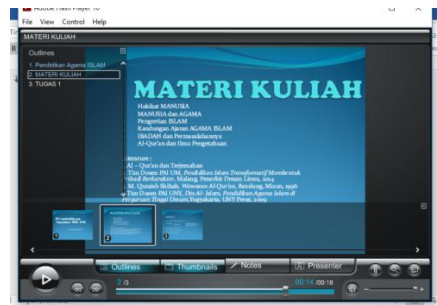 Adobe Flash Player 10
File View Control Help
MATERI KULIAH
Outlines
1. Pendidikan Agama ISLAM
2. MATERI KULIAH
3. TUGAS 1
MATERI KULIAH
Hakikat MANUSIA
MANUSIA dan AGAMA
Pengertian ISLAM
Kandungan Ajaran AGAMA ISLAM
IBADAH dan Permasalahannya
Al-Qur'an dan Ilmu Pengetahuan
Al – Qur'an dan Terjemahan
Tim Dosen PAI UM, Pendidikan Islam Transformatif Membentuk
Berkarakter, Malang, Penerbit Dream Litera, 2014
M. Quraish Shihab, Wawasan Al-Qur'an, Bandung, Mizan, 1996
Tim Dosen PAI UNY, Islam, Pendidikan Agama Islam di
Perguruan Tinggi Umum, Yogyakarta, UNY Press, 2009
1
2
3
Outlines
Thumbnails
Notes
Presenter
2 /3
00:14 /00:16